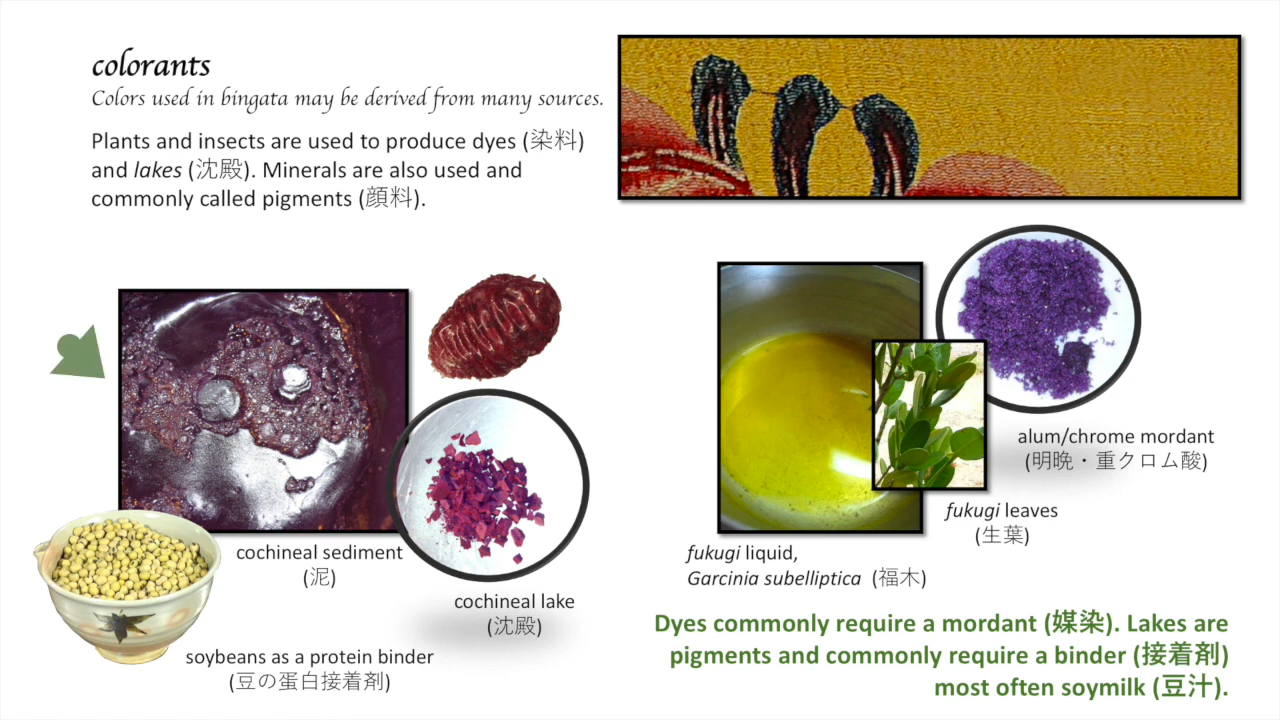 colorants
Colors used in bingata may be derived from many sources.
Plants and insects are used to produce dyes (染料)
and lakes (沈殿). Minerals are also used and
commonly called pigments (顔料).
cochineal sediment
(泥)
cochineal lake
(沈殿)
soybeans as a protein binder
(豆の蛋白接着剤)
alum/chrome mordant
(明晩・重クロム酸)
fukugi leaves
(生葉)
fukugi liquid,
Garcinia subelliptica (福木)
Dyes commonly require a mordant (媒染). Lakes are
pigments and commonly require a binder (接着剤)
most often soymilk (豆汁).